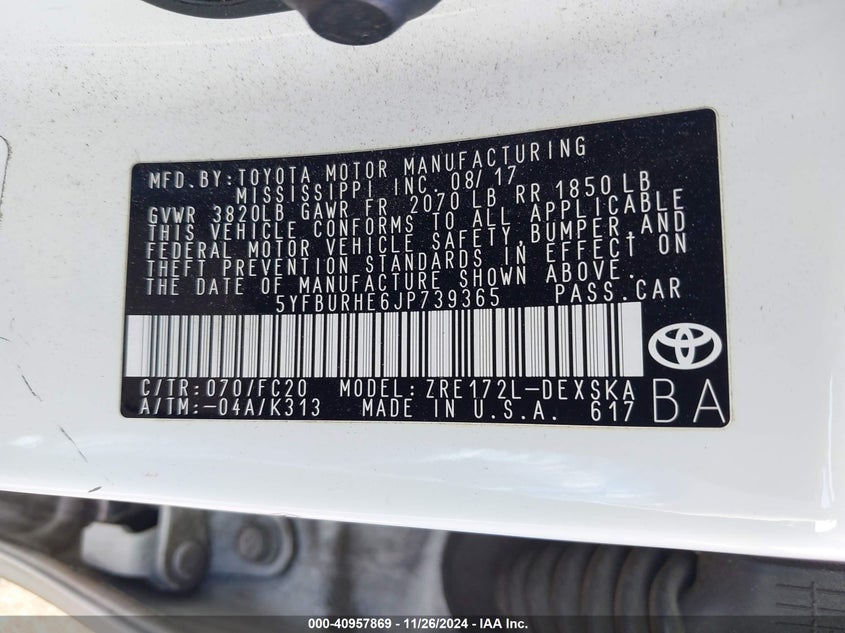 MFD.BY:TOYOTA MOTOR MANUFACTURING
MISSISSIPPI INC. 08/17
GVWR 3820LB GAWR FR 2070 LB RR 1850 LB
THIS VEHICLE CONFORMS TO ALL APPLICABLE
FEDERAL MOTOR VEHICLE SAFETY,BUMPER,AND
THEFT PREVENTION STANDARDS IN EFFECT ON
THE DATE OF MANUFACTURE SHOWN ABOVE.
5YFBURHE6JP739365 PASS.CAR
C/TR:070/FC20 MODEL:ZRE172L-DEXSKA
A/TM:-04A/K313 MADE IN U.S.A. 617
BA
000-40957869 - 11/26/2024 - IAA Inc.